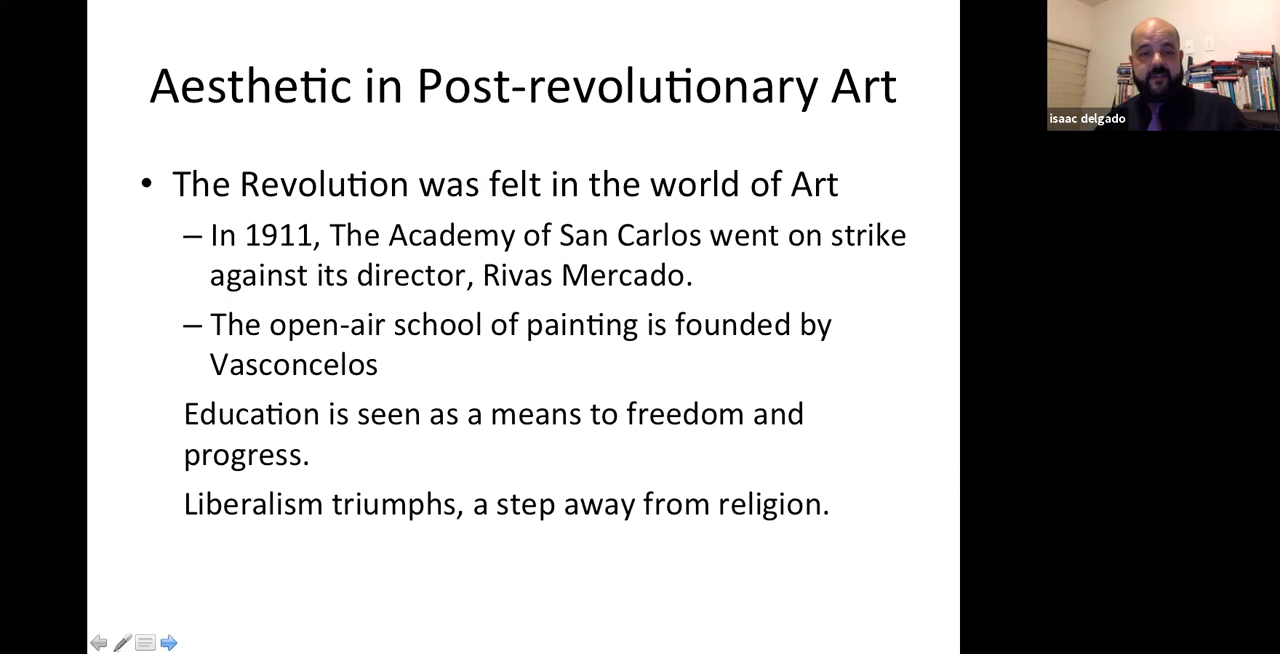 Aesthetic in Post-revolutionary Art
• The Revolution was felt in the world of Art
– In 1911, The Academy of San Carlos went on strike
against its director, Rivas Mercado.
– The open-air school of painting is founded by
Vasconcelos
Education is seen as a means to freedom and
progress.
Liberalism triumphs, a step away from religion.
isaac delgado